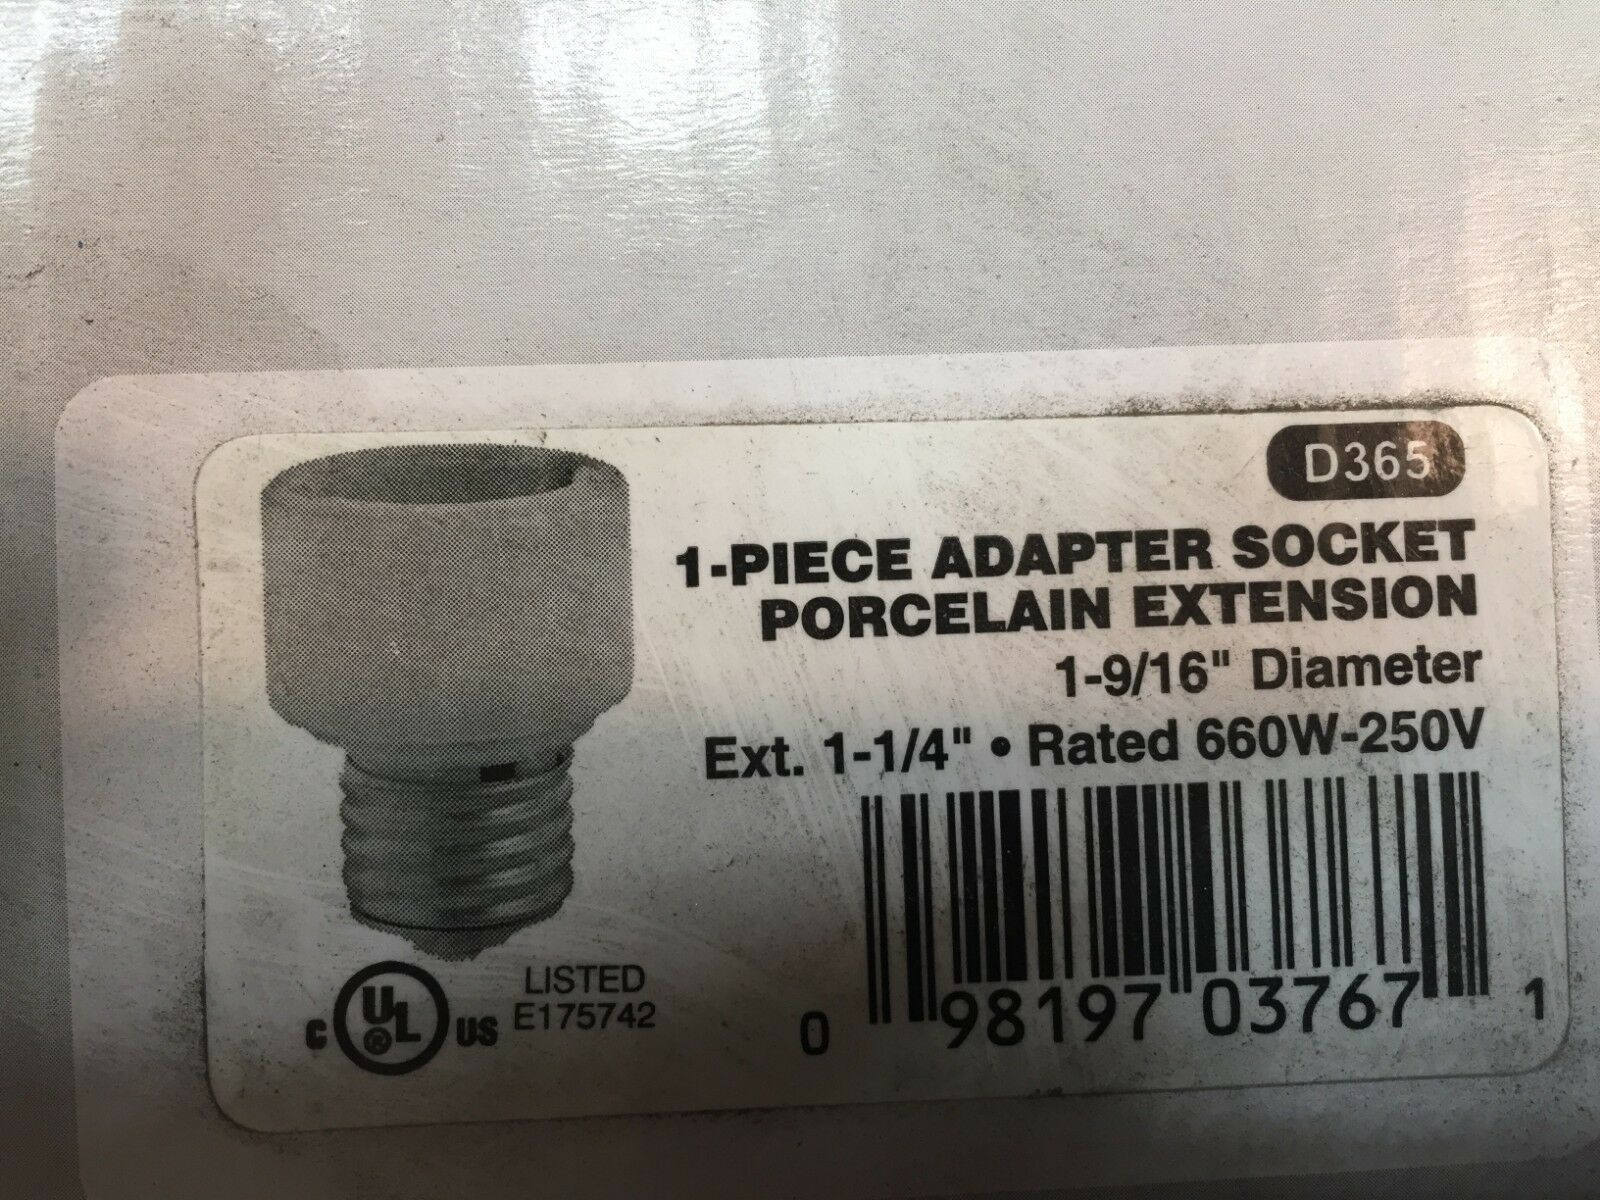 D365
1-PIECE ADAPTER SOCKET
PORCELAIN EXTENSION
1-9/16" Diameter
Ext. 1-1/4" • Rated 660W-250V
C UL® US
LISTED
E175742
0 98197 03767 1